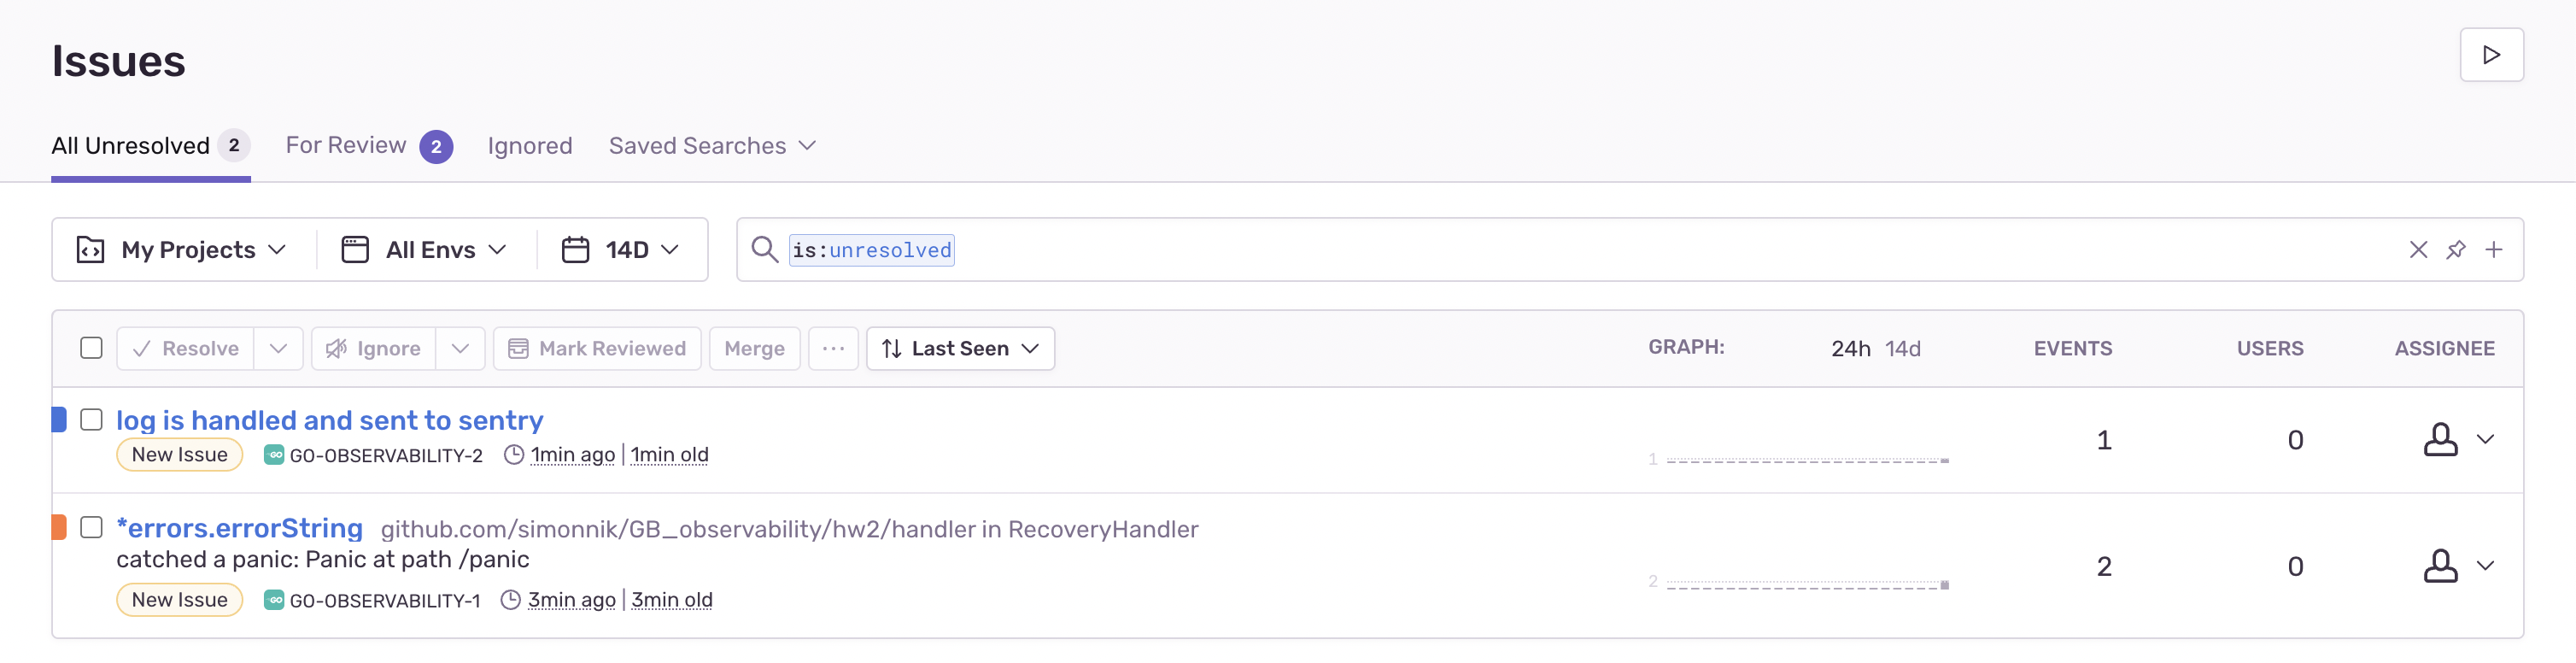 Issues
All Unresolved 2 For Review 2 Ignored Saved Searches
My Projects All Envs 14D is:unresolved
Resolve Ignore Mark Reviewed Merge ... Last Seen GRAPH: 24h 14d EVENTS USERS ASSIGNEE
log is handled and sent to sentry
New Issue GO GO-OBSERVABILITY-2 1min ago | 1min old 1 1 0
*errors.errorString github.com/simonnik/GB_observability/hw2/handler in RecoveryHandler
catched a panic: Panic at path /panic
New Issue GO GO-OBSERVABILITY-1 3min ago | 3min old 2 2 0